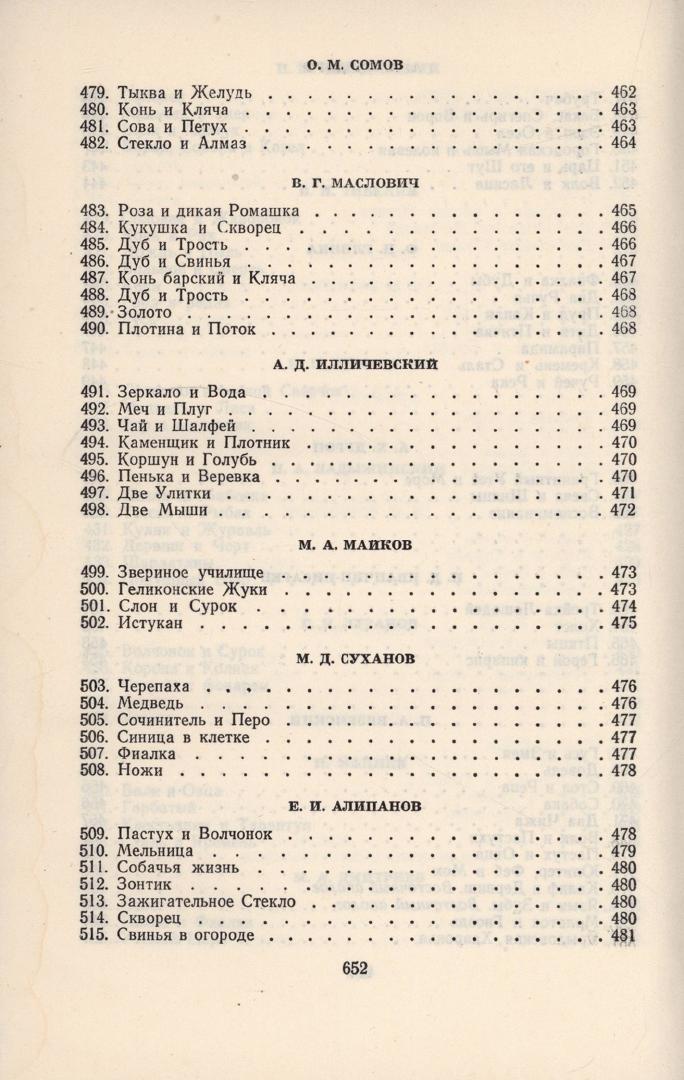 О. М. СОМОВ
479. Тыква и Желудь . . . . . . . . . . . . . . . . 462
480. Конь и Кляча . . . . . . . . . . . . . . . . 463
481. Сова и Петух . . . . . . . . . . . . . . . . 463
482. Стекло и Алмаз . . . . . . . . . . . . . . . . 464
В. Г. МАСЛОВИЧ
483. Роза и дикая Ромашка . . . . . . . . . . . . . . 465
484. Кукушка и Скворец . . . . . . . . . . . . . . 466
485. Дуб и Трость . . . . . . . . . . . . . . . . 466
486. Дуб и Свинья . . . . . . . . . . . . . . . . 467
487. Конь барский и Кляча . . . . . . . . . . . . . . 467
488. Дуб и Трость . . . . . . . . . . . . . . . . 468
489. Золото . . . . . . . . . . . . . . . . . . 468
490. Плотина и Поток . . . . . . . . . . . . . . . 468
А. Д. ИЛЛИЧЕВСКИЙ
491. Зеркало и Вода . . . . . . . . . . . . . . . . 469
492. Меч и Плуг . . . . . . . . . . . . . . . . . 469
493. Чай и Шалфей . . . . . . . . . . . . . . . . 469
494. Каменщик и Плотник . . . . . . . . . . . . . . 470
495. Коршун и Голубь . . . . . . . . . . . . . . . 470
496. Пенька и Веревка . . . . . . . . . . . . . . . 470
497. Две Улитки . . . . . . . . . . . . . . . . . 471
498. Две Мыши . . . . . . . . . . . . . . . . . 472
М. А. МАЙКОВ
499. Звериное училище . . . . . . . . . . . . . . . 473
500. Геликонские Жуки . . . . . . . . . . . . . . . 473
501. Слон и Сурок . . . . . . . . . . . . . . . . 474
502. Истукан . . . . . . . . . . . . . . . . . . 475
М. Д. СУХАНОВ
503. Черепаха . . . . . . . . . . . . . . . . . . 476
504. Медведь . . . . . . . . . . . . . . . . . . 476
505. Сочинитель и Перо . . . . . . . . . . . . . . . 477
506. Синица в клетке . . . . . . . . . . . . . . . 477
507. Фиалка . . . . . . . . . . . . . . . . . . 477
508. Ножи . . . . . . . . . . . . . . . . . . . 478
Е. И. АЛИПАНОВ
509. Пастух и Волчонок . . . . . . . . . . . . . . 478
510. Мельница . . . . . . . . . . . . . . . . . 479
511. Собачья жизнь . . . . . . . . . . . . . . . . 480
512. Зонтик . . . . . . . . . . . . . . . . . . 480
513. Зажигательное Стекло . . . . . . . . . . . . . . 480
514. Скворец . . . . . . . . . . . . . . . . . . 480
515. Свинья в огороде . . . . . . . . . . . . . . . 481
652